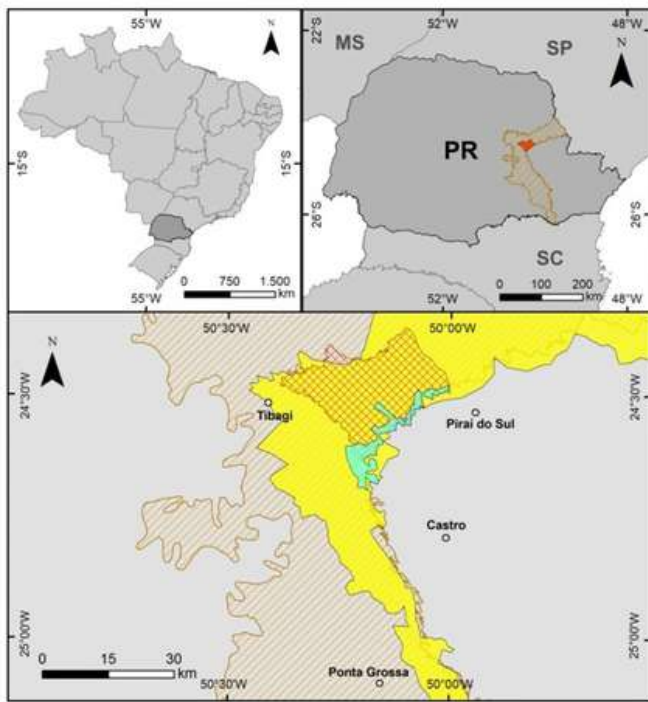 55°W
N
15°S
15°S
0 750 1.500
km
55°W
52°W
48°W
22°S
22°S
MS
SP
N
PR
26°S
26°S
SC
0 100 200
km
52°W
48°W
50°30'W
50°00'W
N
24°30'W
24°30'W
Tibagi
Piraí do Sul
Castro
25°00'W
25°00'W
0 15 30
km
Ponta Grossa
50°30'W
50°00'W